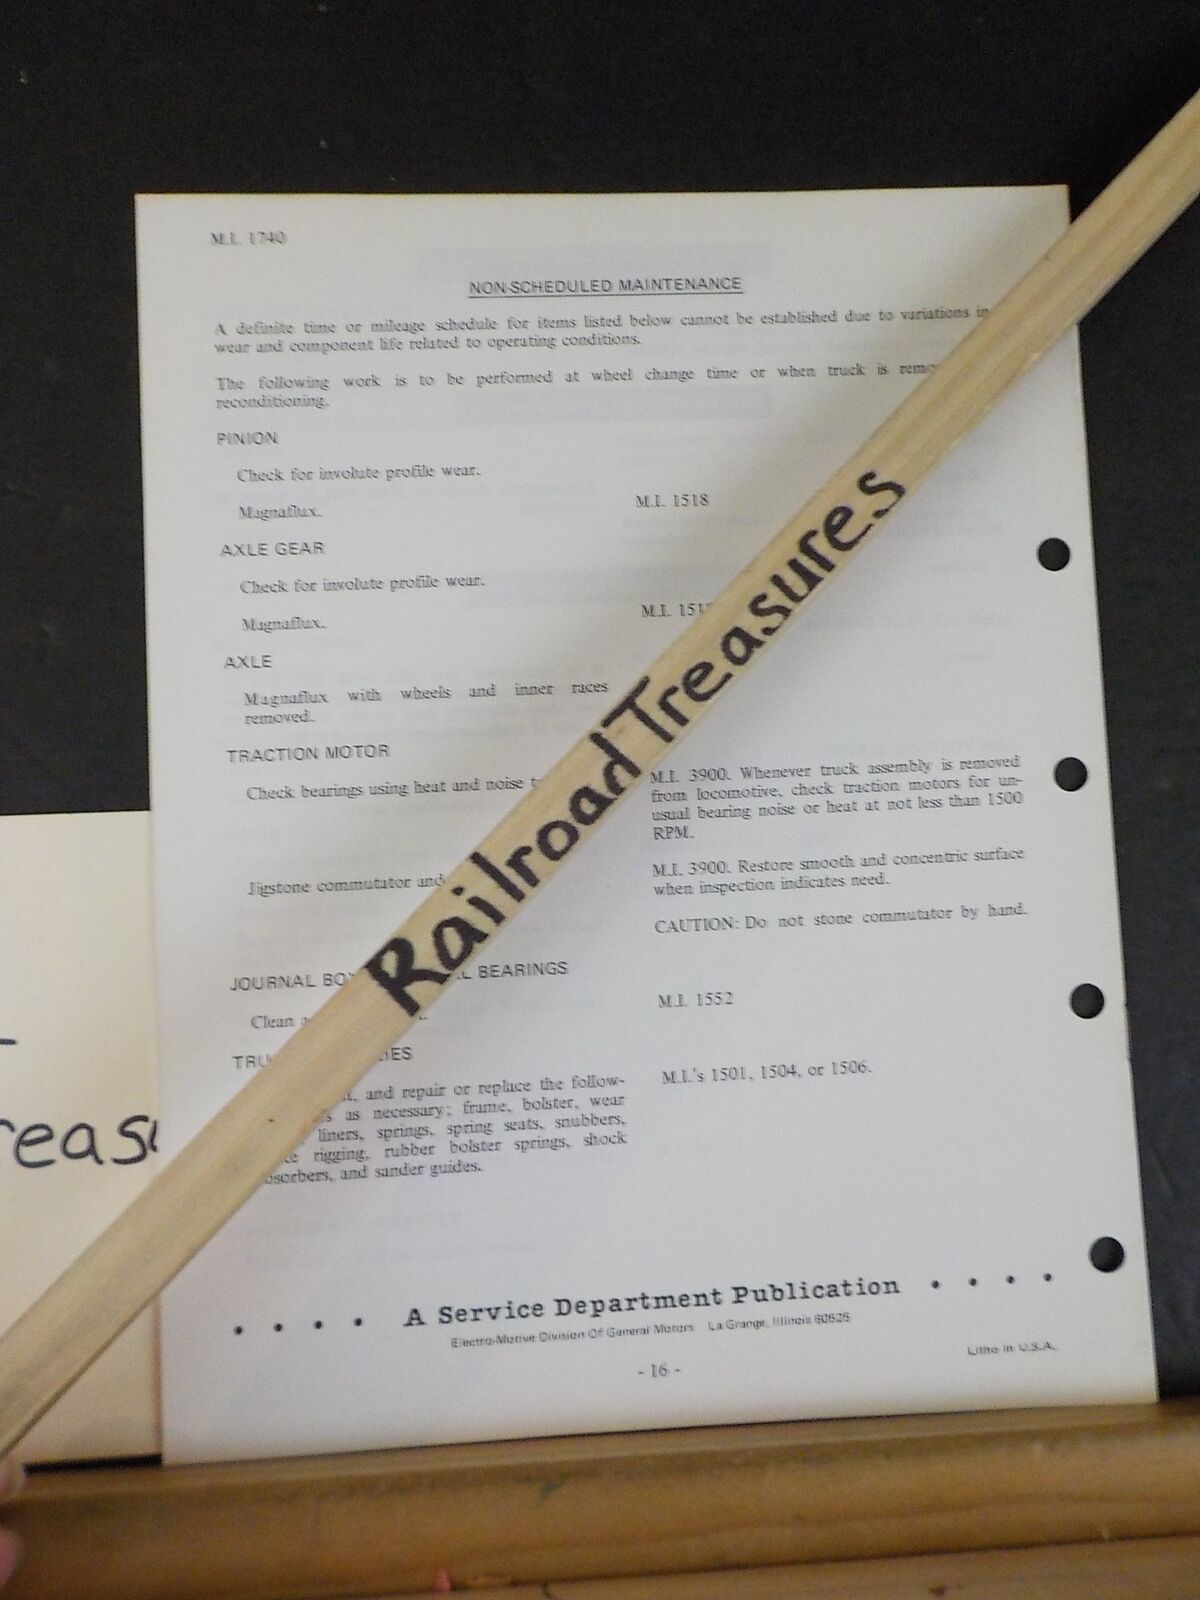 M.I. 1740
NON-SCHEDULED MAINTENANCE
A definite time or mileage schedule for items listed below cannot be established due to variations in
wear and component life related to operating conditions.
The following work is to be performed at wheel change time or when truck is
reconditioning.
PINION
Check for involute profile wear.
Magnaflux.
M.I. 1518
AXLE GEAR
Check for involute profile wear.
Magnaflux.
M.I.
AXLE
Magnaflux with wheels and inner races
removed.
TRACTION MOTOR
Check bearings using heat and noise
M.I. 3900. Whenever truck assembly is removed
from locomotive, check traction motors for un-
usual bearing noise or heat at not less than 1500
RPM.
Jigstone commutator and
M.I. 3900. Restore smooth and concentric surface
when inspection indicates need.
CAUTION: Do not stone commutator by hand.
JOURNAL BEARINGS
Clean
M.I. 1552
M.I.'s 1501, 1504, or 1506.
and repair or replace the follow-
as necessary; frame, bolster, wear
liners, springs, spring seats, snubbers,
rigging, rubber bolster springs, shock
and sander guides.
. . . . A Service Department Publication . . . .
Electro-Motive Division Of General Motors La Grange, Illinois 60525
Litho in U.S.A.
- 16 -
Railroad Treasures